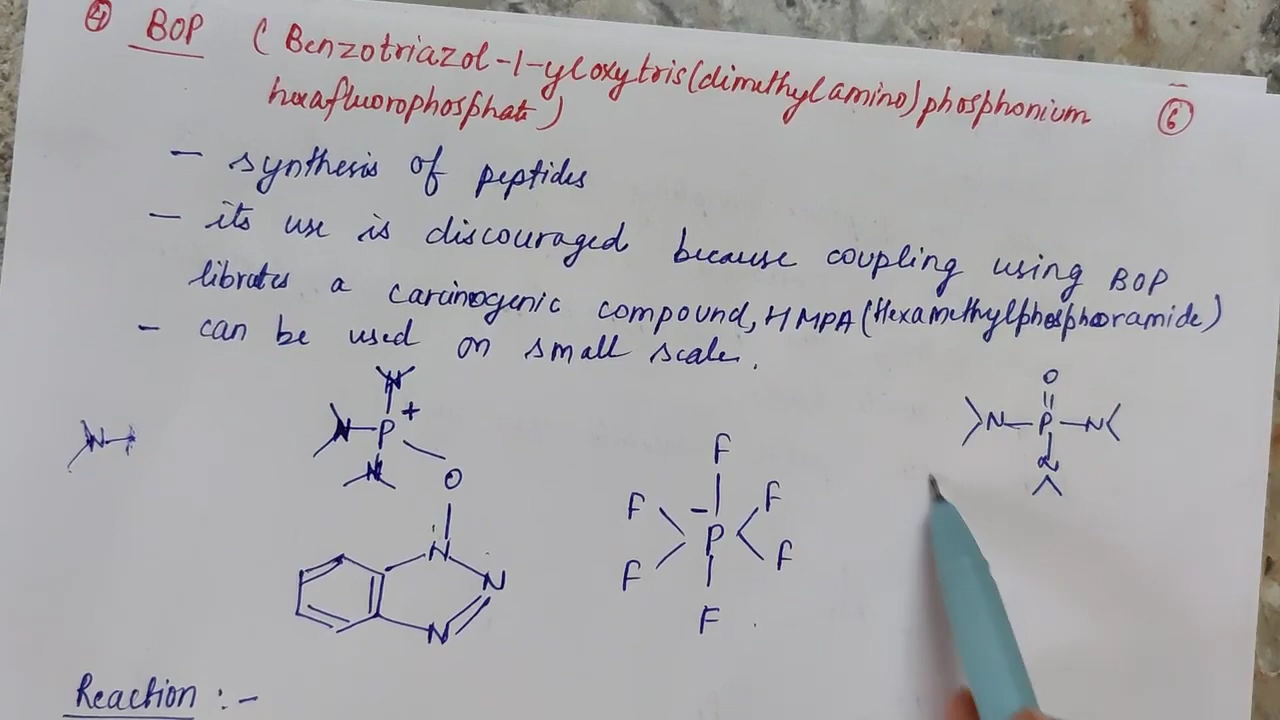 ④ BOP (Benzotriazol-1-yloxytris(dimethylamino)phosphonium
hexafluorophosphate) ⑥
- synthesis of peptides
- its use is discouraged because coupling using BOP
librates a carcinogenic compound, HMPA (Hexamethylphosphoramide)
- can be used on small scale.
N
N P +
N
O
N
N
N
N
F
F F
- P
F F
F
O
N P N
N
Reaction :-